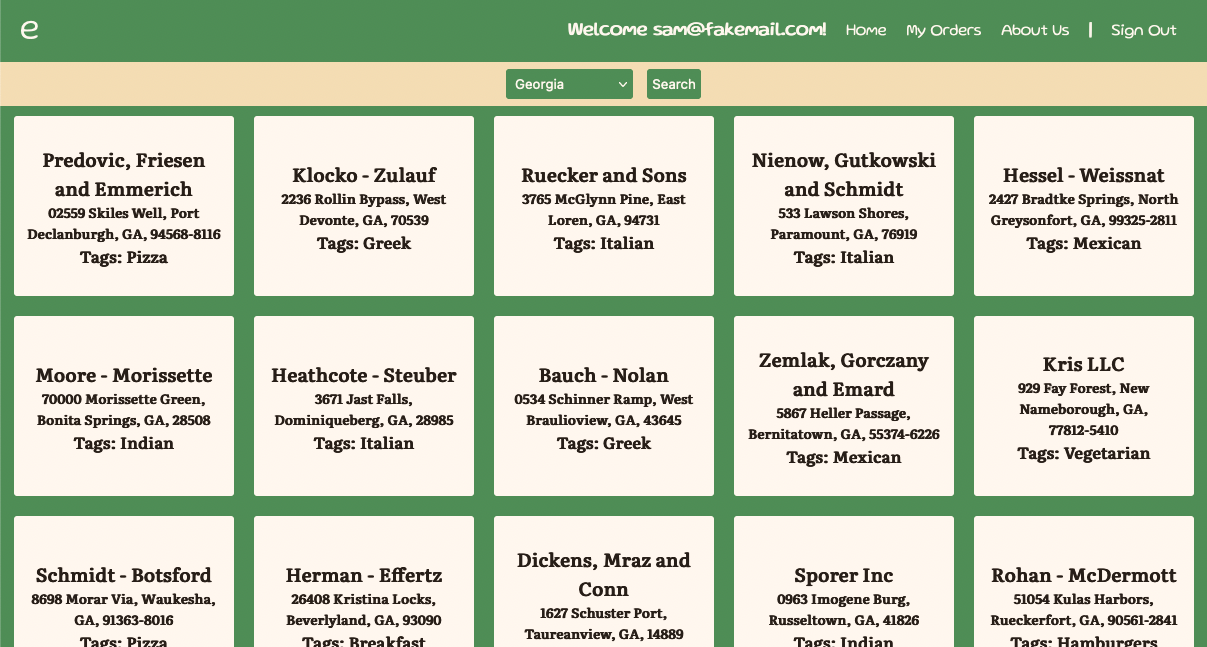 e
Welcome sam@fakemail.com! Home My Orders About Us | Sign Out
Georgia Search
Predovic, Friesen
and Emmerich
02559 Skiles Well, Port
Declanburgh, GA, 94568-8116
Tags: Pizza
Klocko - Zulauf
2236 Rollin Bypass, West
Devonte, GA, 70539
Tags: Greek
Ruecker and Sons
3765 McGlynn Pine, East
Loren, GA, 94731
Tags: Italian
Nienow, Gutkowski
and Schmidt
533 Lawson Shores,
Paramount, GA, 76919
Tags: Italian
Hessel - Weissnat
2427 Bradtke Springs, North
Greysonfort, GA, 99325-2811
Tags: Mexican
Moore - Morissette
70000 Morissette Green,
Bonita Springs, GA, 28508
Tags: Indian
Heathcote - Steuber
3671 Jast Falls,
Dominiqueberg, GA, 28985
Tags: Italian
Bauch - Nolan
0534 Schinner Ramp, West
Braulioview, GA, 43645
Tags: Greek
Zemlak, Gorczany
and Emard
5867 Heller Passage,
Bernitatown, GA, 55374-6226
Tags: Mexican
Kris LLC
929 Fay Forest, New
Nameborough, GA,
77812-5410
Tags: Vegetarian
Schmidt - Botsford
8698 Morar Via, Waukesha,
GA, 91363-8016
Tags: Pizza
Herman - Effertz
26408 Kristina Locks,
Beverlyland, GA, 93090
Tags: Breakfast
Dickens, Mraz and
Conn
1627 Schuster Port,
Taureanview, GA, 14889
Sporer Inc
0963 Imogene Burg,
Russeltown, GA, 41826
Tags: Indian
Rohan - McDermott
51054 Kulas Harbors,
Rueckerfort, GA, 90561-2841
Tags: Hamburgers